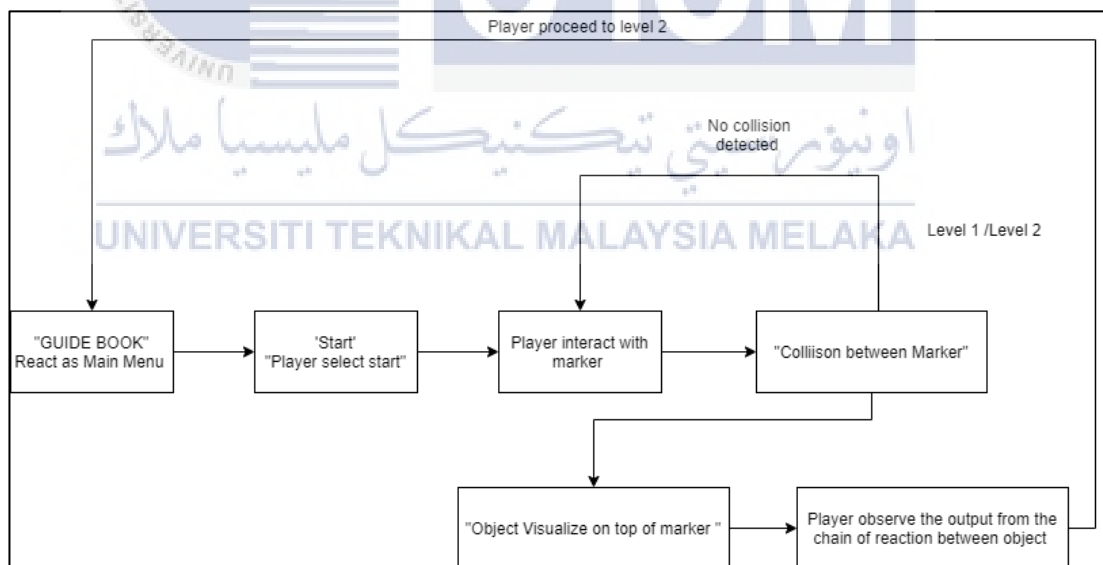 Player proceed to level 2
UNIVERSI
اونيۏرسيتي تيكنيكل مليسيا ملاك
No collision
detected
UNIVERSITI TEKNIKAL MALAYSIA MELAKA
Level 1 /Level 2
"GUIDE BOOK"
React as Main Menu
'Start'
"Player select start"
Player interact with
marker
"Colliison between Marker"
"Object Visualize on top of marker "
Player observe the output from the
chain of reaction between object